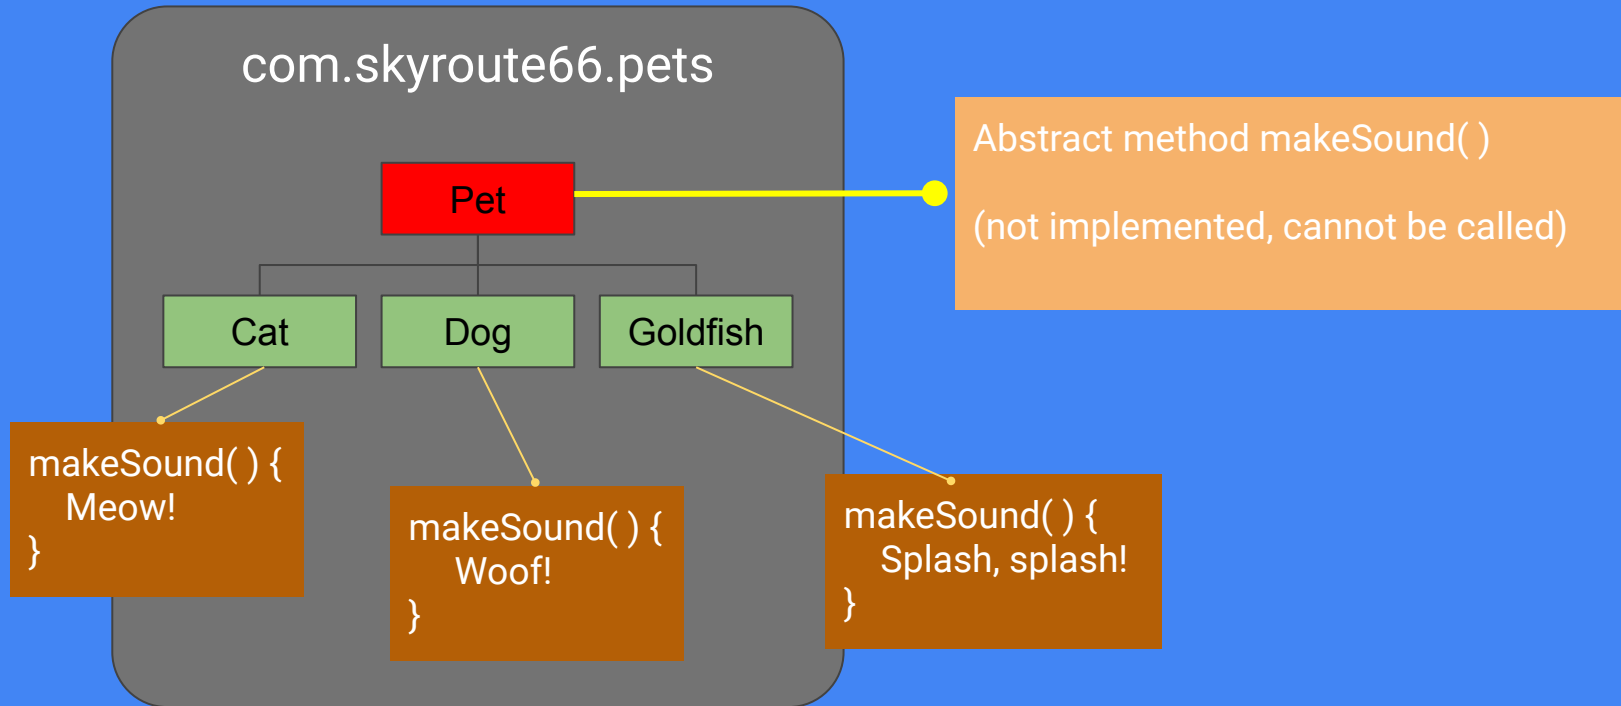 com.skyroute66.pets
Pet
Abstract method makeSound( )
(not implemented, cannot be called)
Cat
Dog
Goldfish
makeSound( ) {
Meow!
}
makeSound( ) {
Woof!
}
makeSound( ) {
Splash, splash!
}